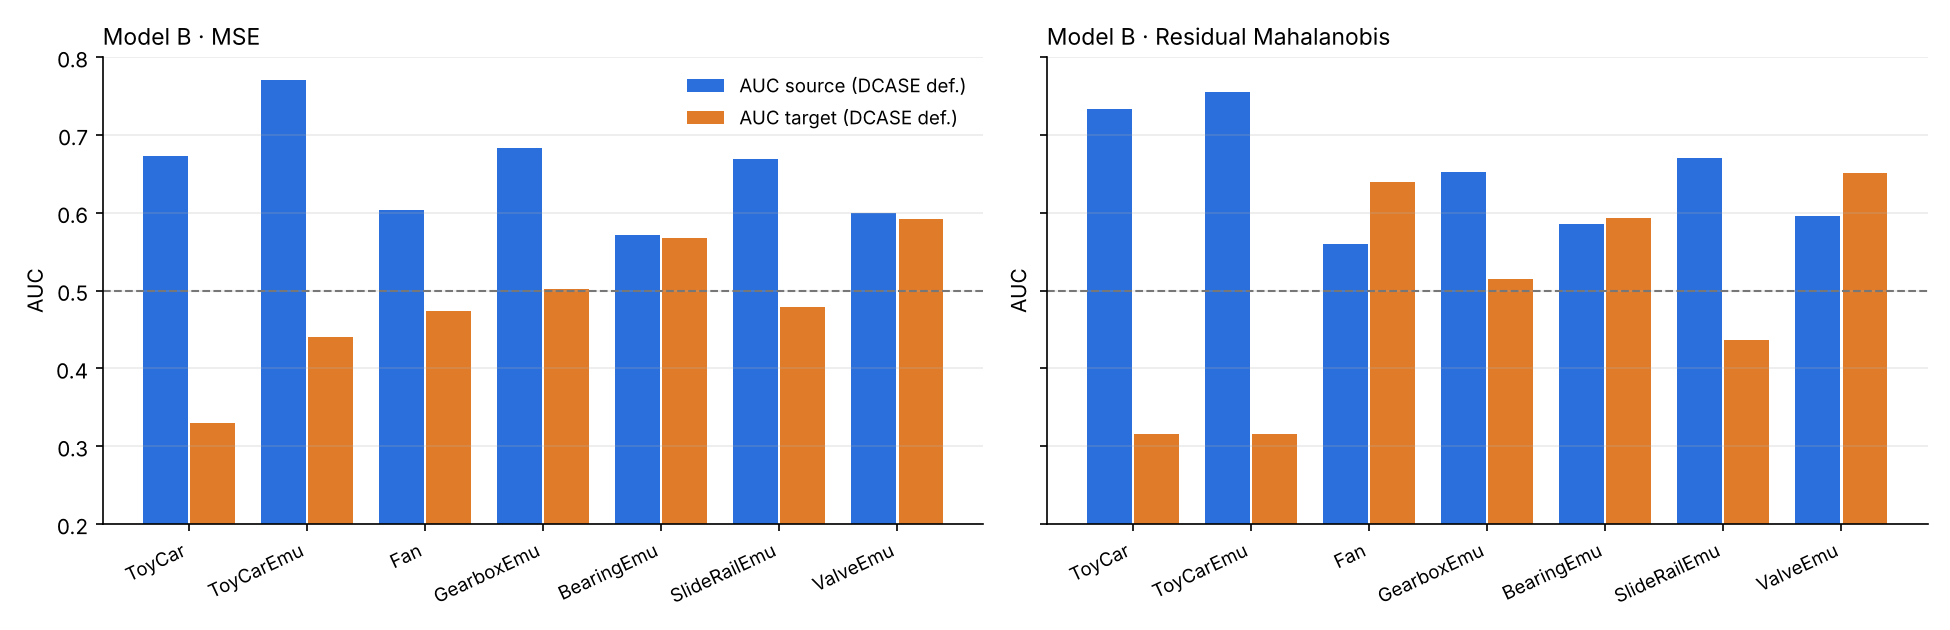 Model B · MSE
AUC
0.8
0.7
0.6
0.5
0.4
0.3
0.2
AUC source (DCASE def.)
AUC target (DCASE def.)
ToyCar
ToyCarEmu
Fan
GearboxEmu
BearingEmu
SlideRailEmu
ValveEmu
Model B · Residual Mahalanobis
AUC
ToyCar
ToyCarEmu
Fan
GearboxEmu
BearingEmu
SlideRailEmu
ValveEmu